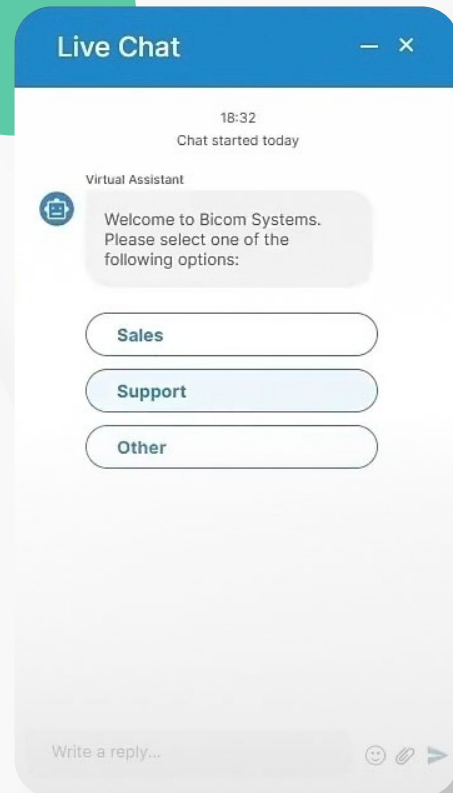 Live Chat
18:32
Chat started today
Virtual Assistant
Welcome to Bicom Systems.
Please select one of the
following options:
Sales
Support
Other
Write a reply...